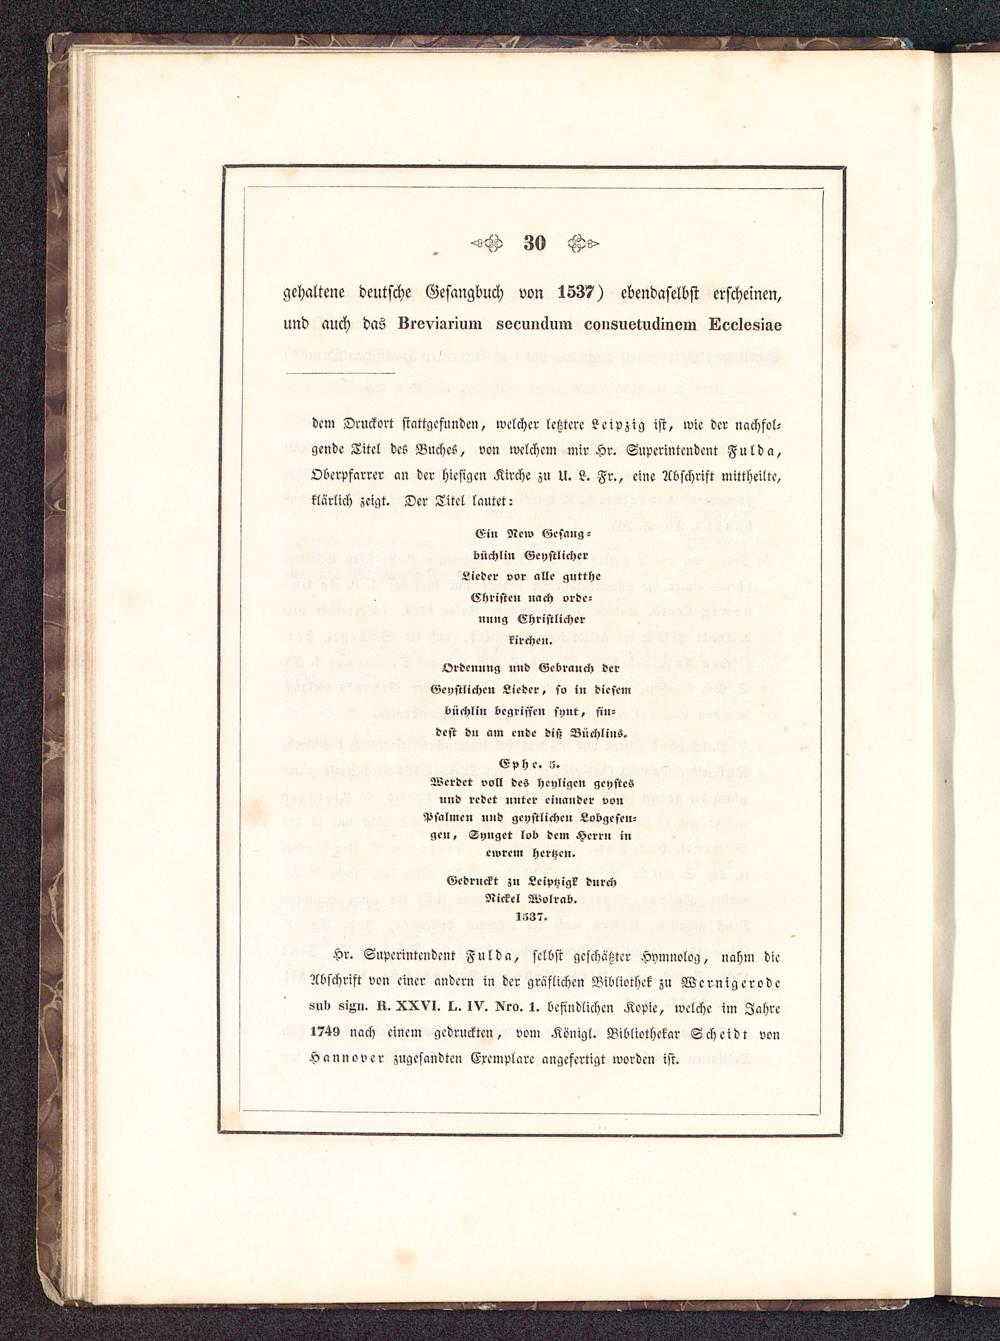 30
gehaltene deutsche Gesangbuch von 1537) ebendaselbst erscheinen,
und auch das Breviarium secundum consuetudinem Ecclesiae
dem Druckort stattgefunden, welcher letztere Leipzig ist, wie der nachfol-
gende Titel des Buches, von welchem mir Hr. Superintendent Fulda,
Oberpfarrer an der hiesigen Kirche zu U. L. Fr., eine Abschrift mittheilte,
klärlich zeigt. Der Titel lautet:
Ein New Gesang-
büchlin Geystlicher
Lieder vor alle gutthe
Christen nach orde-
nung Christlicher
kirchen.
Ordenung und Gebrauch der
Geystlichen Lieder, so in diesem
büchlin begriffen synt, fin-
dest du am ende diß Büchlins.
Ephe. 5.
Werdet voll des heyligen geystes
und redet unter einander von
Psalmen und geystlichen Lobgesen-
gen, Synget lob dem Herrn in
ewrem hertzen.
Gedruckt zu Leiptzigk durch
Nickel Wolrab.
1537.
Hr. Superintendent Fulda, selbst geschätzter Hymnolog, nahm die
Abschrift von einer andern in der gräflichen Bibliothek zu Wernigerode
sub sign. R. XXVI. L. IV. Nro. 1. befindlichen Kopie, welche im Jahre
1749 nach einem gedruckten, vom Königl. Bibliothekar Scheidt von
Hannover zugesandten Exemplare angefertigt worden ist.